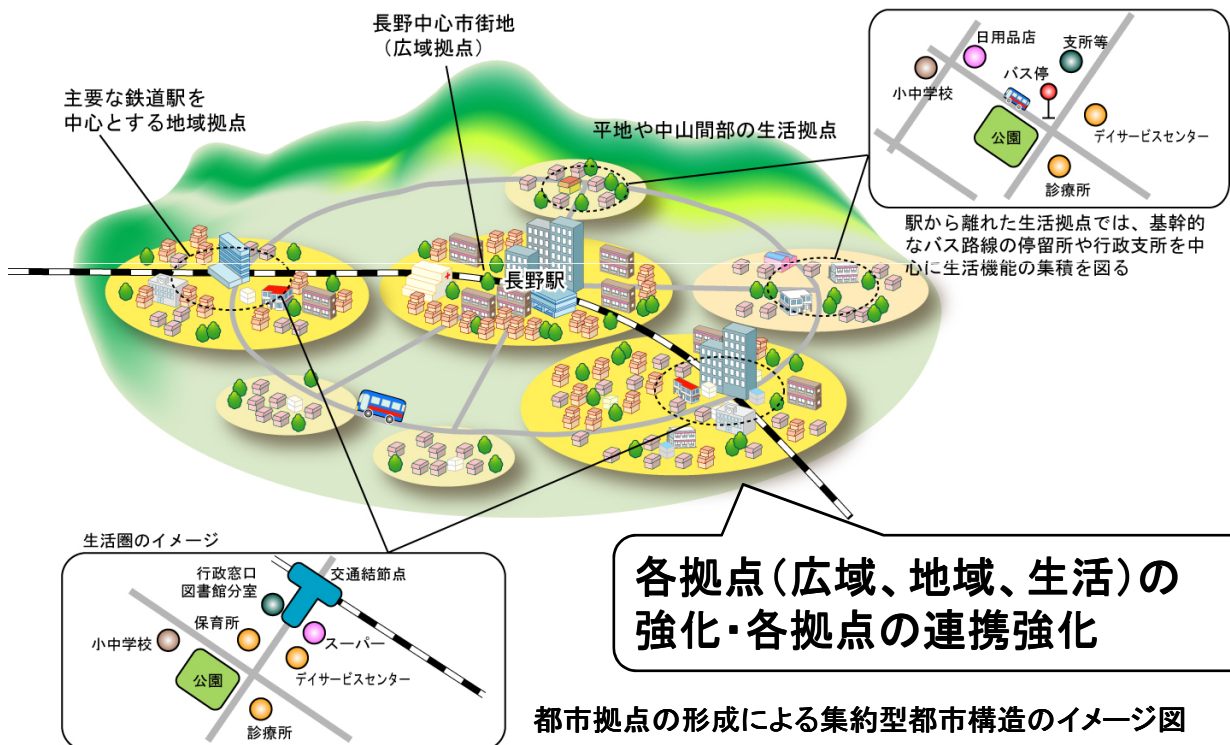 長野中心市街地
（広域拠点）
主要な鉄道駅を
中心とする地域拠点
平地や中山間部の生活拠点
日用品店
支所等
バス停
小中学校
公園
デイサービスセンター
診療所
駅から離れた生活拠点では、基幹的
なバス路線の停留所や行政支所を中
心に生活機能の集積を図る
長野駅
生活圏のイメージ
行政窓口
図書館分室
交通結節点
保育所
小中学校
スーパー
公園
デイサービスセンター
診療所
各拠点（広域、地域、生活）の
強化・各拠点の連携強化
都市拠点の形成による集約型都市構造のイメージ図